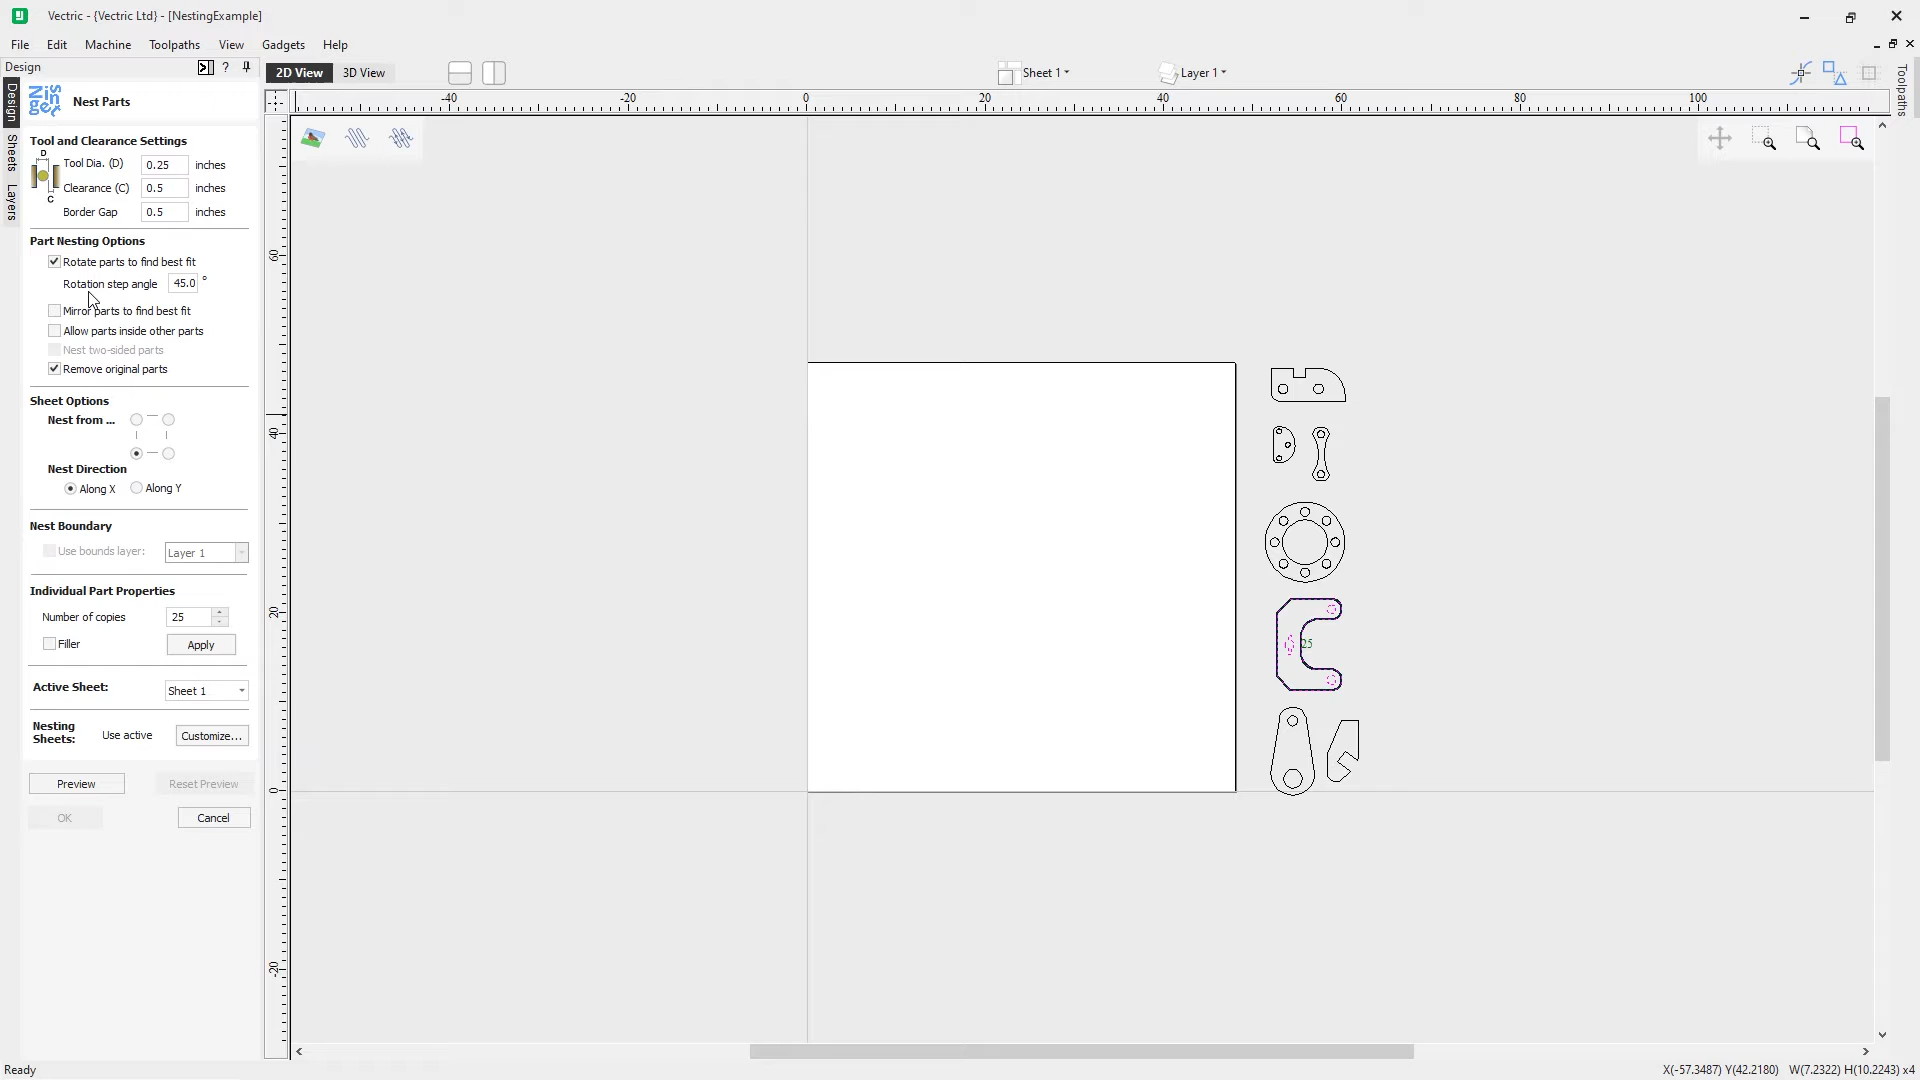 Vectric - {Vectric Ltd} - [NestingExample]
File Edit Machine Toolpaths View Gadgets Help
Design ?
2D View 3D View Sheet 1 Layer 1
Design
Sheets
Layers
Toolpaths
Nest Parts
Tool and Clearance Settings
D
C
Tool Dia. (D) 0.25 inches
Clearance (C) 0.5 inches
Border Gap 0.5 inches
Part Nesting Options
Rotate parts to find best fit
Rotation step angle 45.0 °
Mirror parts to find best fit
Allow parts inside other parts
Nest two-sided parts
Remove original parts
Sheet Options
Nest from ...
Nest Direction
Along X Along Y
Nest Boundary
Use bounds layer: Layer 1
Individual Part Properties
Number of copies 25
Filler Apply
Active Sheet: Sheet 1
Nesting Sheets: Use active Customize...
Preview Reset Preview
OK Cancel
-40 -20 0 20 40 60 80 100
60
40
20
0
-20
25
Ready
X(-57.3487) Y(42.2180) W(7.2322) H(10.2243) x4